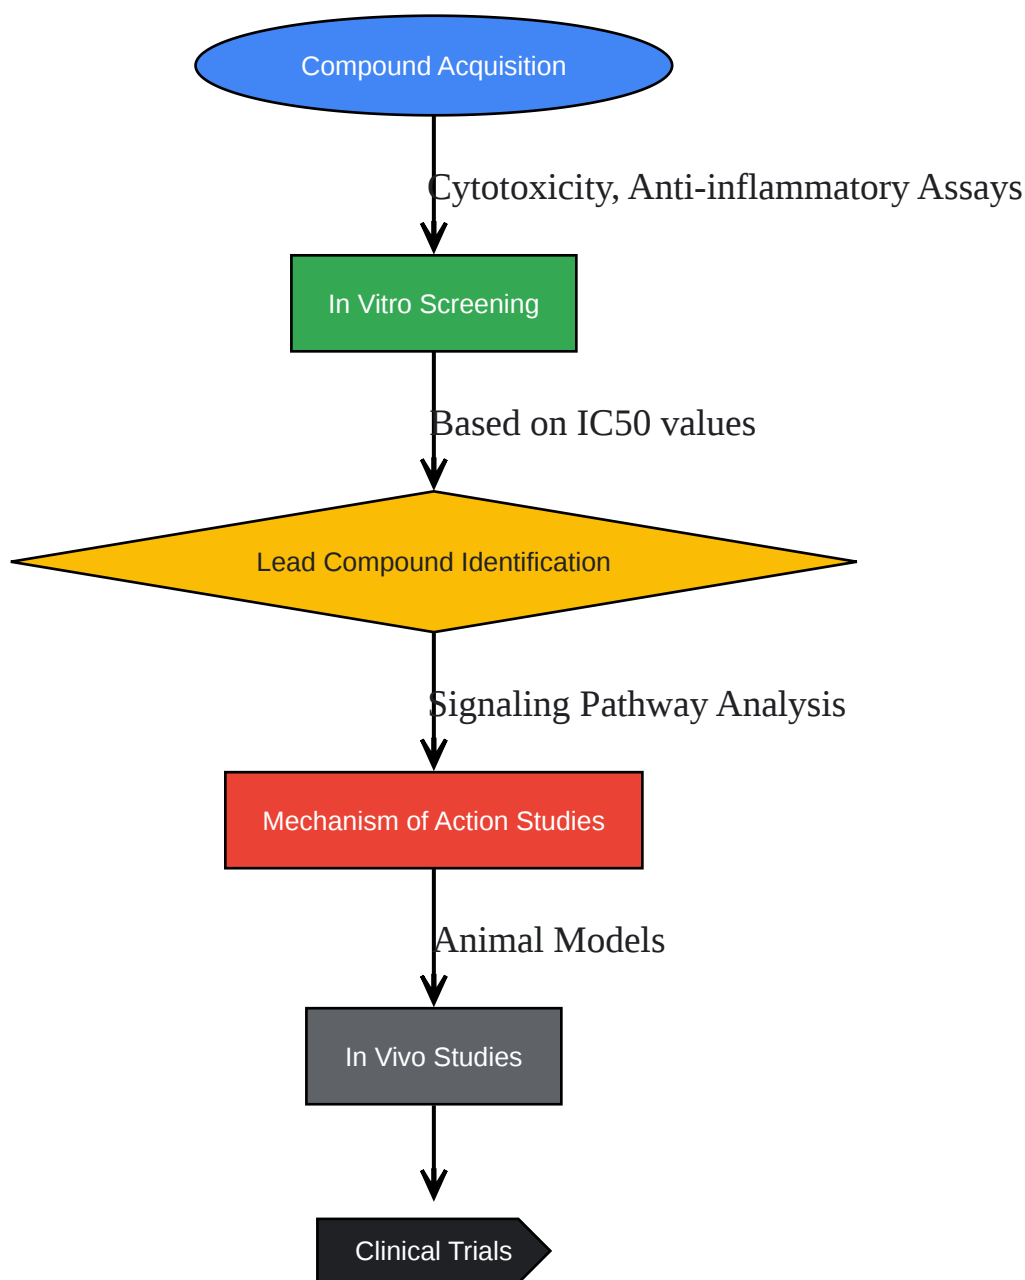 Compound Acquisition
Cytotoxicity, Anti-inflammatory Assays
In Vitro Screening
Based on IC50 values
Lead Compound Identification
Signaling Pathway Analysis
Mechanism of Action Studies
Animal Models
In Vivo Studies
Clinical Trials